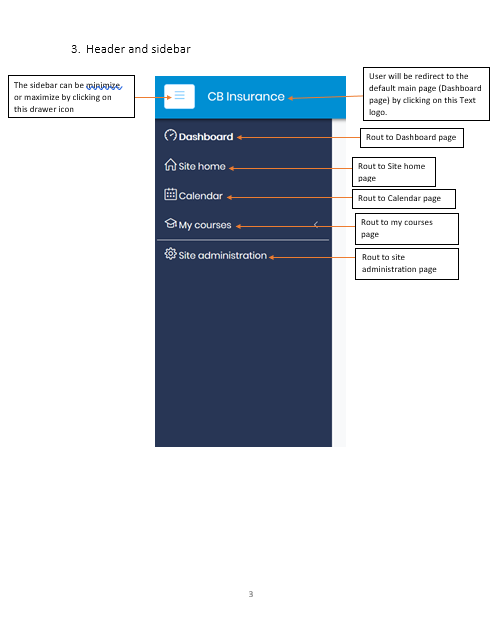 3. Header and sidebar
The sidebar can be minimize,
or maximize by clicking on
this drawer icon
CB Insurance
User will be redirect to the
default main page (Dashboard
page) by clicking on this Text
logo.
Dashboard
Rout to Dashboard page
Site home
Rout to Site home
page
Calendar
Rout to Calendar page
My courses
Rout to my courses
page
Site administration
Rout to site
administration page
3